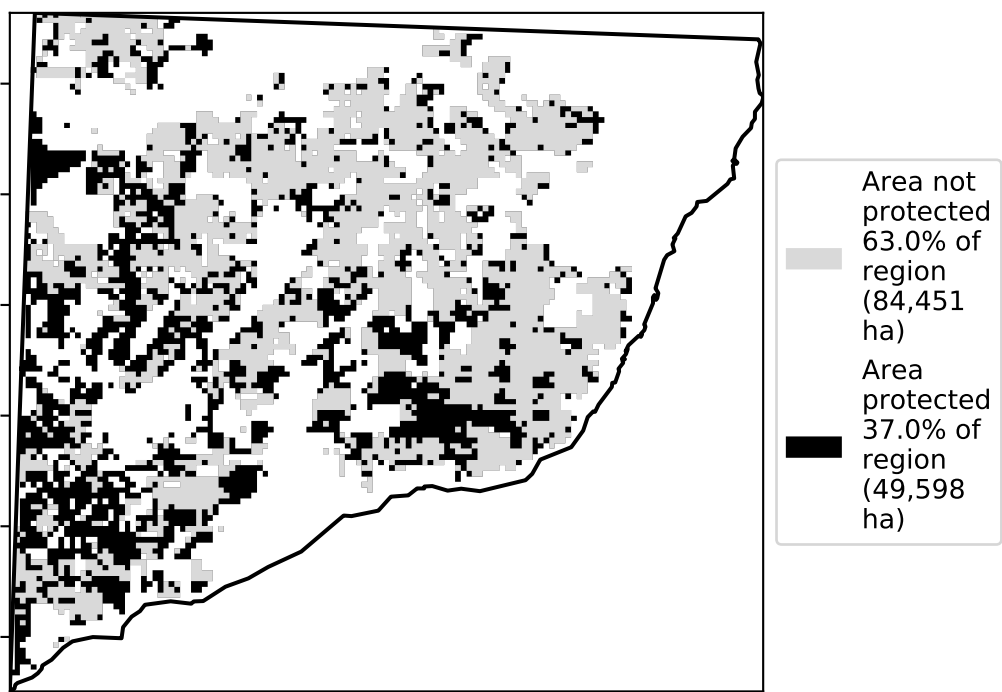 Area not
protected
63.0% of
region
(84,451
ha)
Area
protected
37.0% of
region
(49,598
ha)